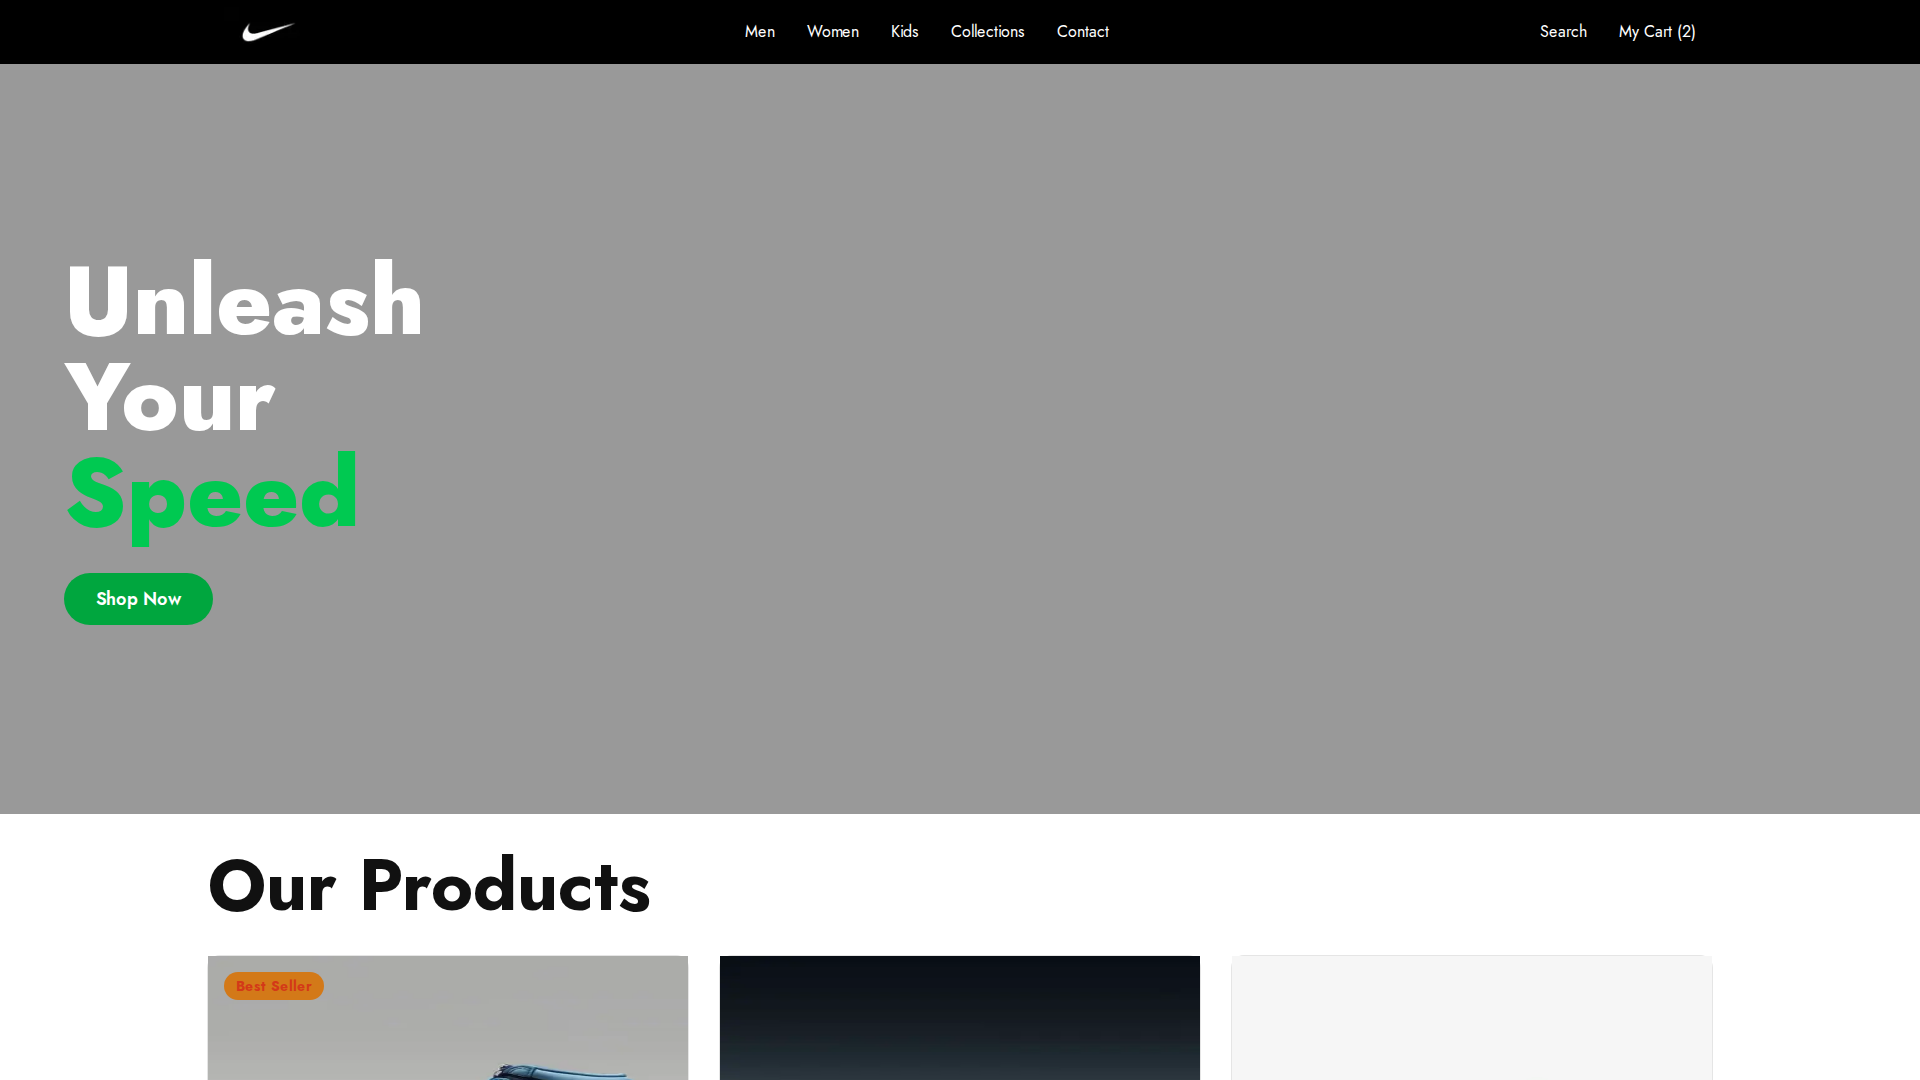 Men
Women
Kids
Collections
Contact
Search
My Cart (2)
Unleash
Your
Speed
Shop Now
Our Products
Best Seller